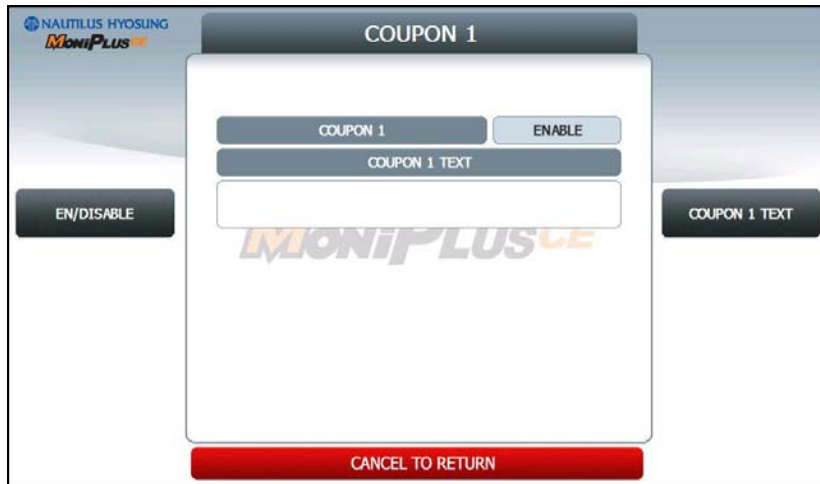 NAUTILUS HYOSUNG
MoniPlusCE
COUPON 1
COUPON 1 ENABLE
COUPON 1 TEXT
EN/DISABLE
COUPON 1 TEXT
MoniPlusCE
CANCEL TO RETURN